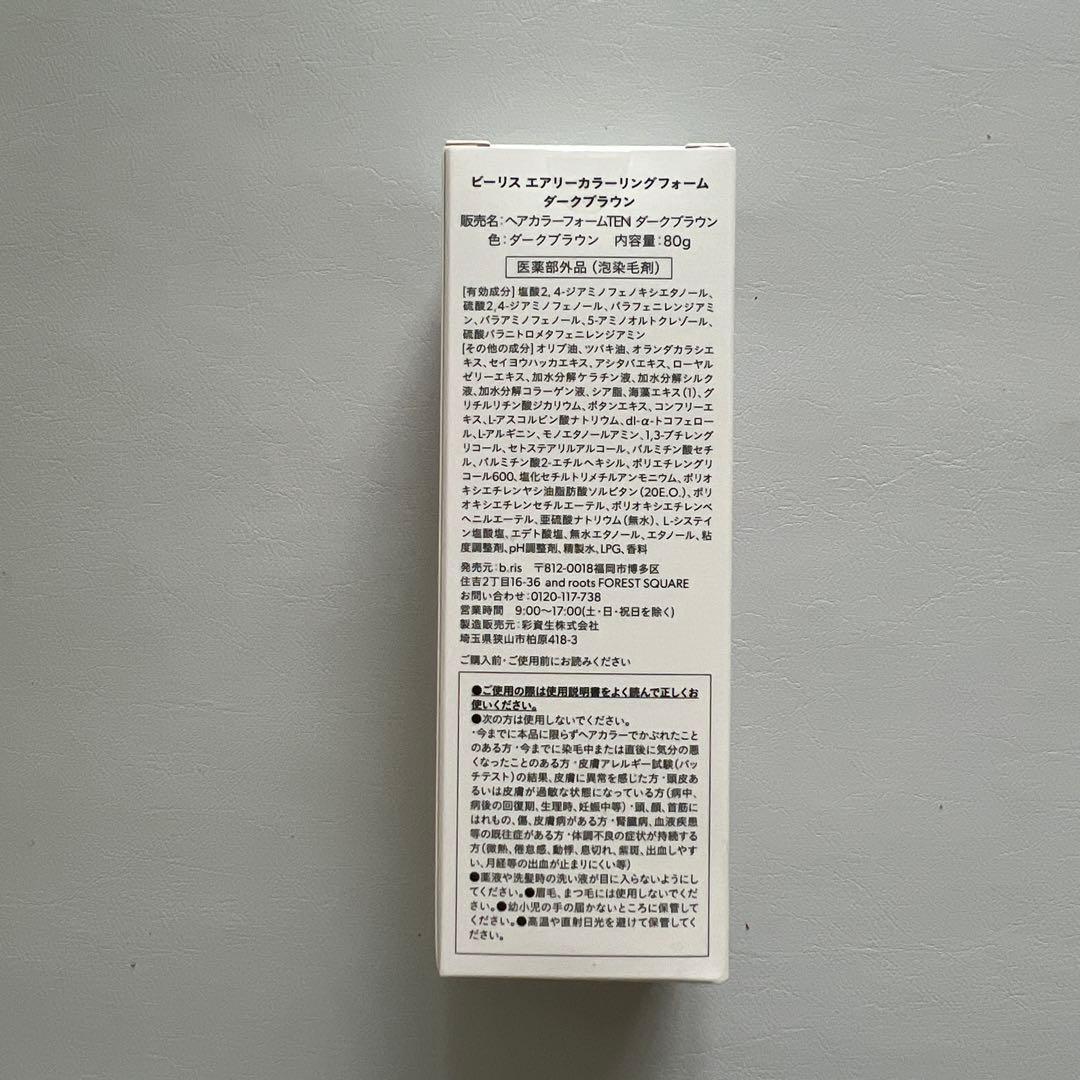 ビーリス エアリーカラーリングフォーム
ダークブラウン
販売名:ヘアカラーフォームTEN ダークブラウン
色:ダークブラウン 内容量:80g
医薬部外品(泡染毛剤)
[有効成分]塩酸2,4-ジアミノフェノキシエタノール、
硫酸2,4-ジアミノフェノール、パラフェニレンジアミ
ン、パラアミノフェノール、5-アミノオルトクレゾール、
硫酸パラニトロメタフェニレンジアミン
[その他の成分]オリブ油、ツバキ油、オランダカラシエ
キス、セイヨウハッカエキス、アシタバエキス、ローヤル
ゼリーエキス、加水分解ケラチン液、加水分解シルク
液、加水分解コラーゲン液、シア脂、海藻エキス(1)、グ
リチルリチン酸ジカリウム、ボタンエキス、コンフリーエ
キス、L-アスコルビン酸ナトリウム、dl-α-トコフェロー
ル、L-アルギニン、モノエタノールアミン、1,3-ブチレング
リコール、セトステアリルアルコール、パルミチン酸セチ
ル、パルミチン酸2-エチルヘキシル、ポリエチレングリ
コール600、塩化セチルトリメチルアンモニウム、ポリオ
キシエチレンヤシ油脂肪酸ソルビタン(20E.O.)、ポリ
オキシエチレンセチルエーテル、ポリオキシエチレンベ
ヘニルエーテル、亜硫酸ナトリウム(無水)、L-システイ
ン塩酸塩、エデト酸塩、無水エタノール、エタノール、粘
度調整剤、pH調整剤、精製水、LPG、香料
発売元:b.ris 〒812-0018福岡市博多区
住吉2丁目16-36 and roots FOREST SQUARE
お問い合わせ:0120-117-738
営業時間 9:00〜17:00(土・日・祝日を除く)
製造販売元:彩資生株式会社
埼玉県狭山市柏原418-3
ご購入前・ご使用前にお読みください
●ご使用の際は使用説明書をよく読んで正しくお
使いください。
●次の方は使用しないでください。
・今までに本品に限らずヘアカラーでかぶれたこと
のある方・今までに染毛中または直後に気分の悪
くなったことのある方・皮膚アレルギー試験(パッ
チテスト)の結果、皮膚に異常を感じた方・頭皮あ
るいは皮膚が過敏な状態になっている方(病中、
病後の回復期、生理時、妊娠中等)・頭、顔、首筋に
はれもの、傷、皮膚病がある方・腎臓病、血液疾患
等の既往症がある方・体調不良の症状が持続する
方(微熱、倦怠感、動悸、息切れ、紫斑、出血しやす
い、月経等の出血が止まりにくい等)
●薬液や洗髪時の洗い液が目に入らないようにし
てください。●眉毛、まつ毛には使用しないでくだ
さい。●幼小児の手の届かないところに保管して
ください。●高温や直射日光を避けて保管してくだ
さい。